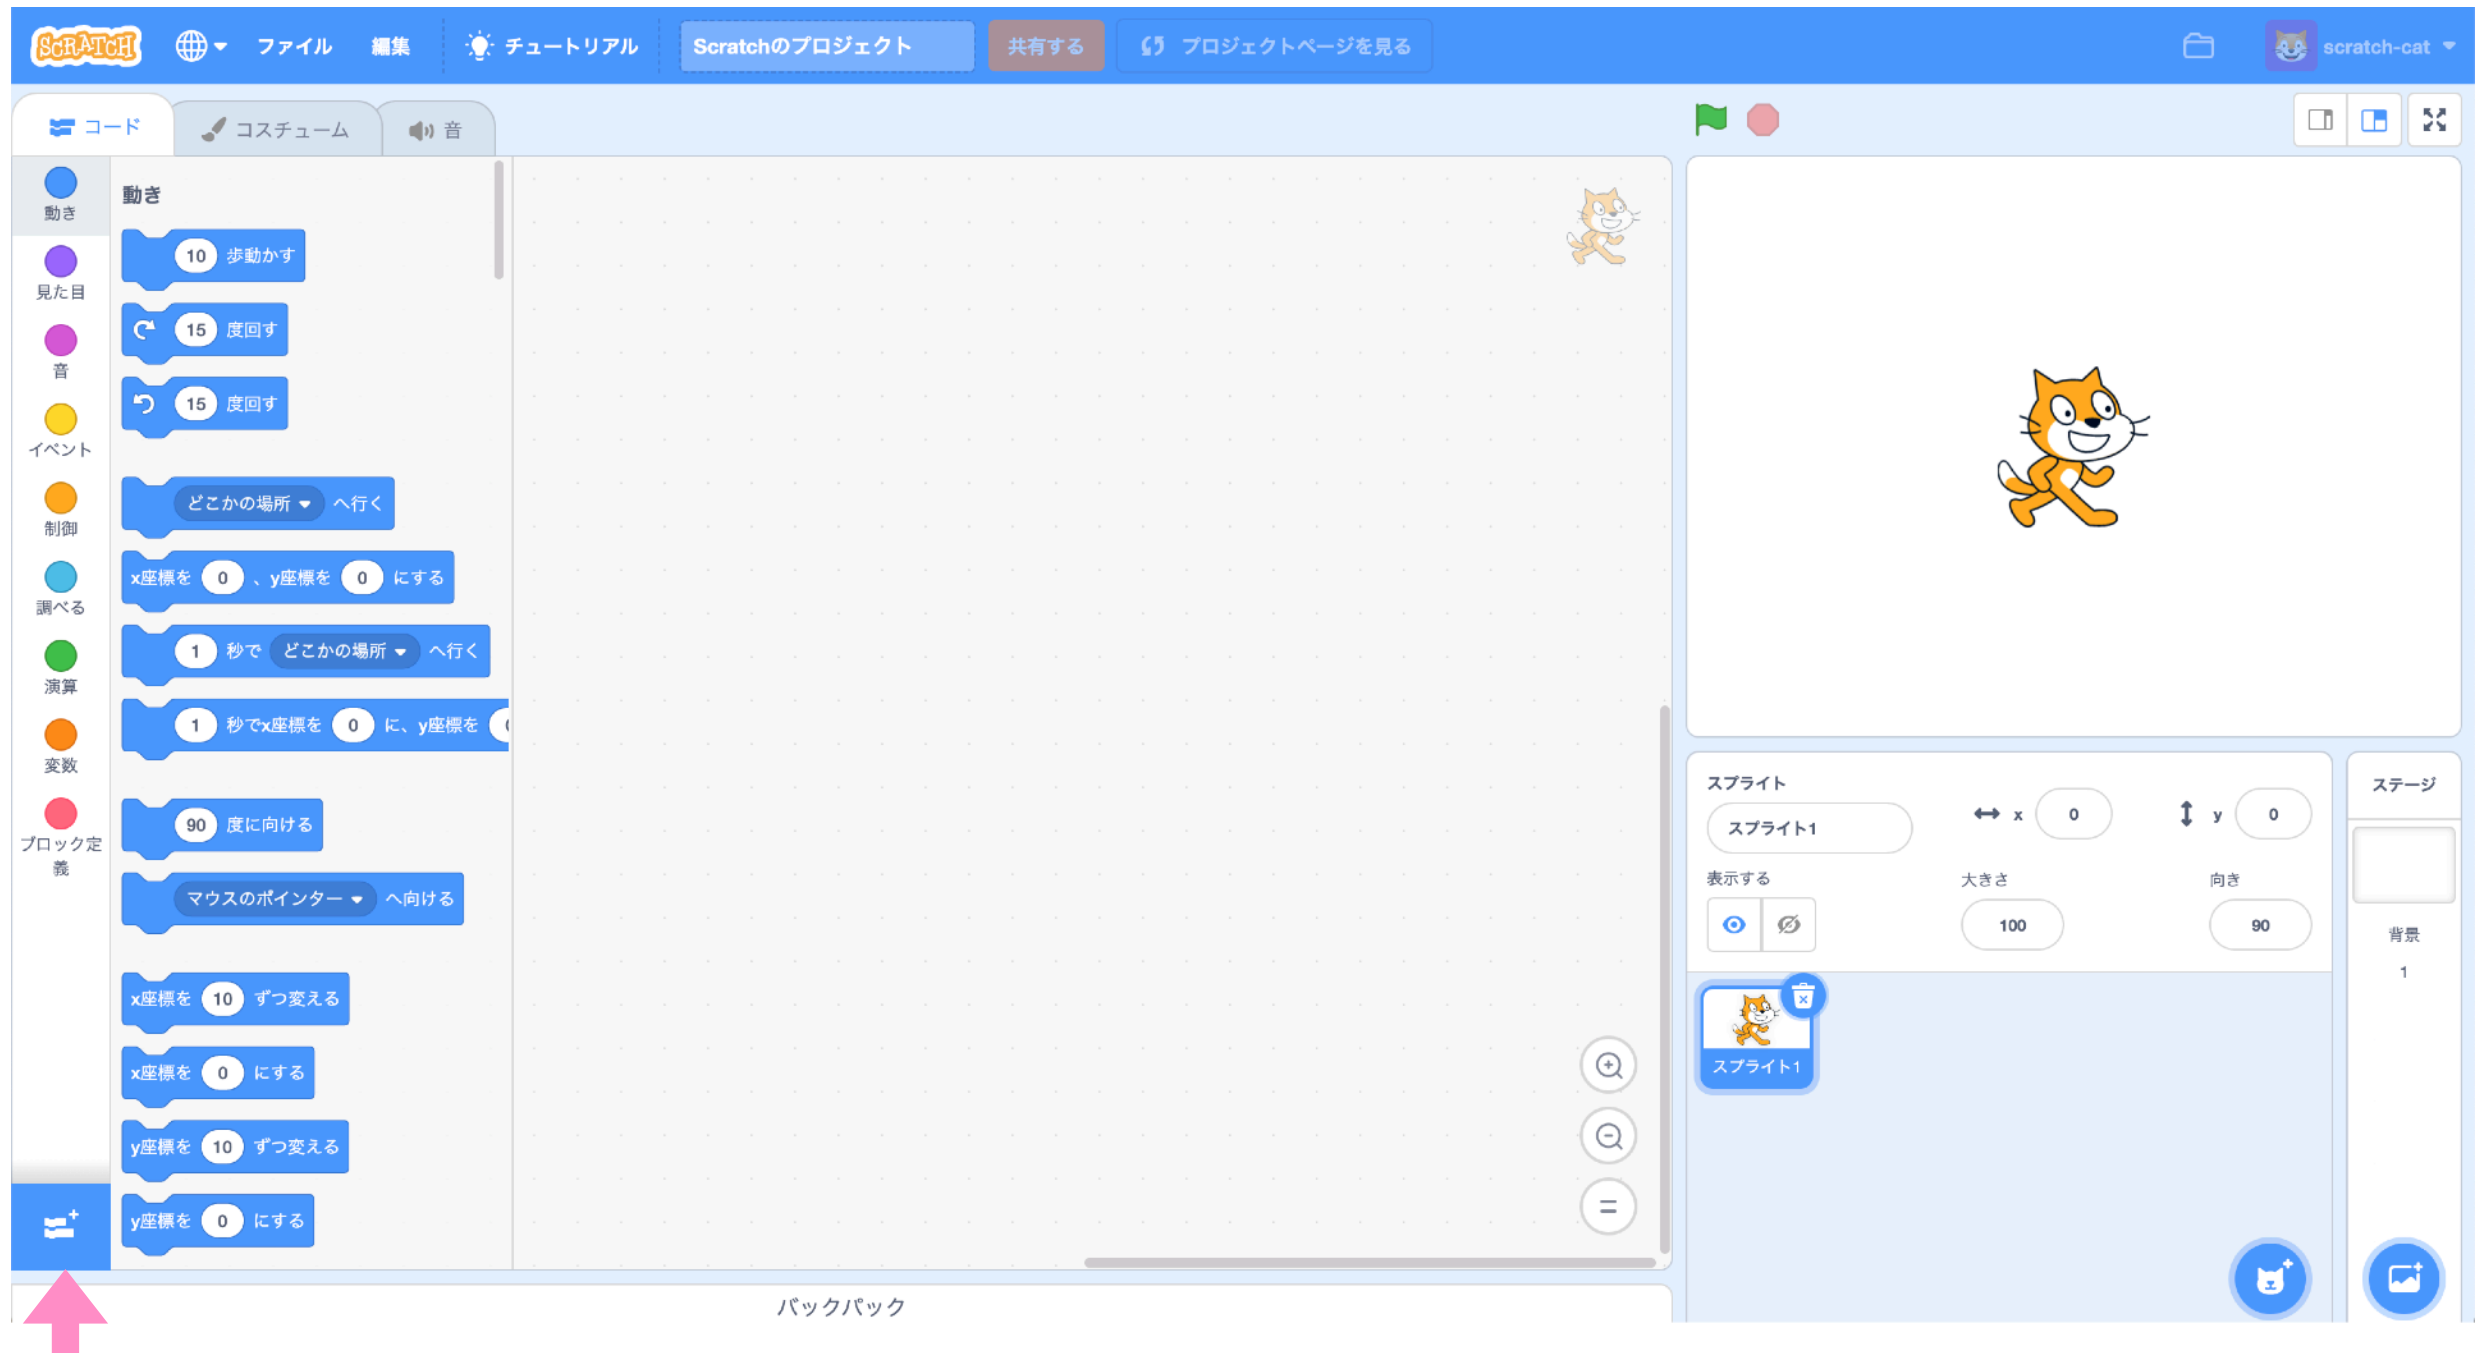 SCRATCH ファイル 編集 チュートリアル Scratchのプロジェクト 共有する プロジェクトページを見る scratch-cat
コード コスチューム 音
動き
見た目
音
イベント
制御
調べる
演算
変数
ブロック定
義
動き
10 歩動かす
15 度回す
15 度回す
どこかの場所 へ行く
x座標を 0 、y座標を 0 にする
1 秒で どこかの場所 へ行く
1 秒でx座標を 0 に、y座標を
90 度に向ける
マウスのポインター へ向ける
x座標を 10 ずつ変える
x座標を 0 にする
y座標を 10 ずつ変える
y座標を 0 にする
バックパック
スプライト
スプライト1 x 0 y 0
表示する 大きさ 向き
100 90
スプライト1
ステージ
背景
1